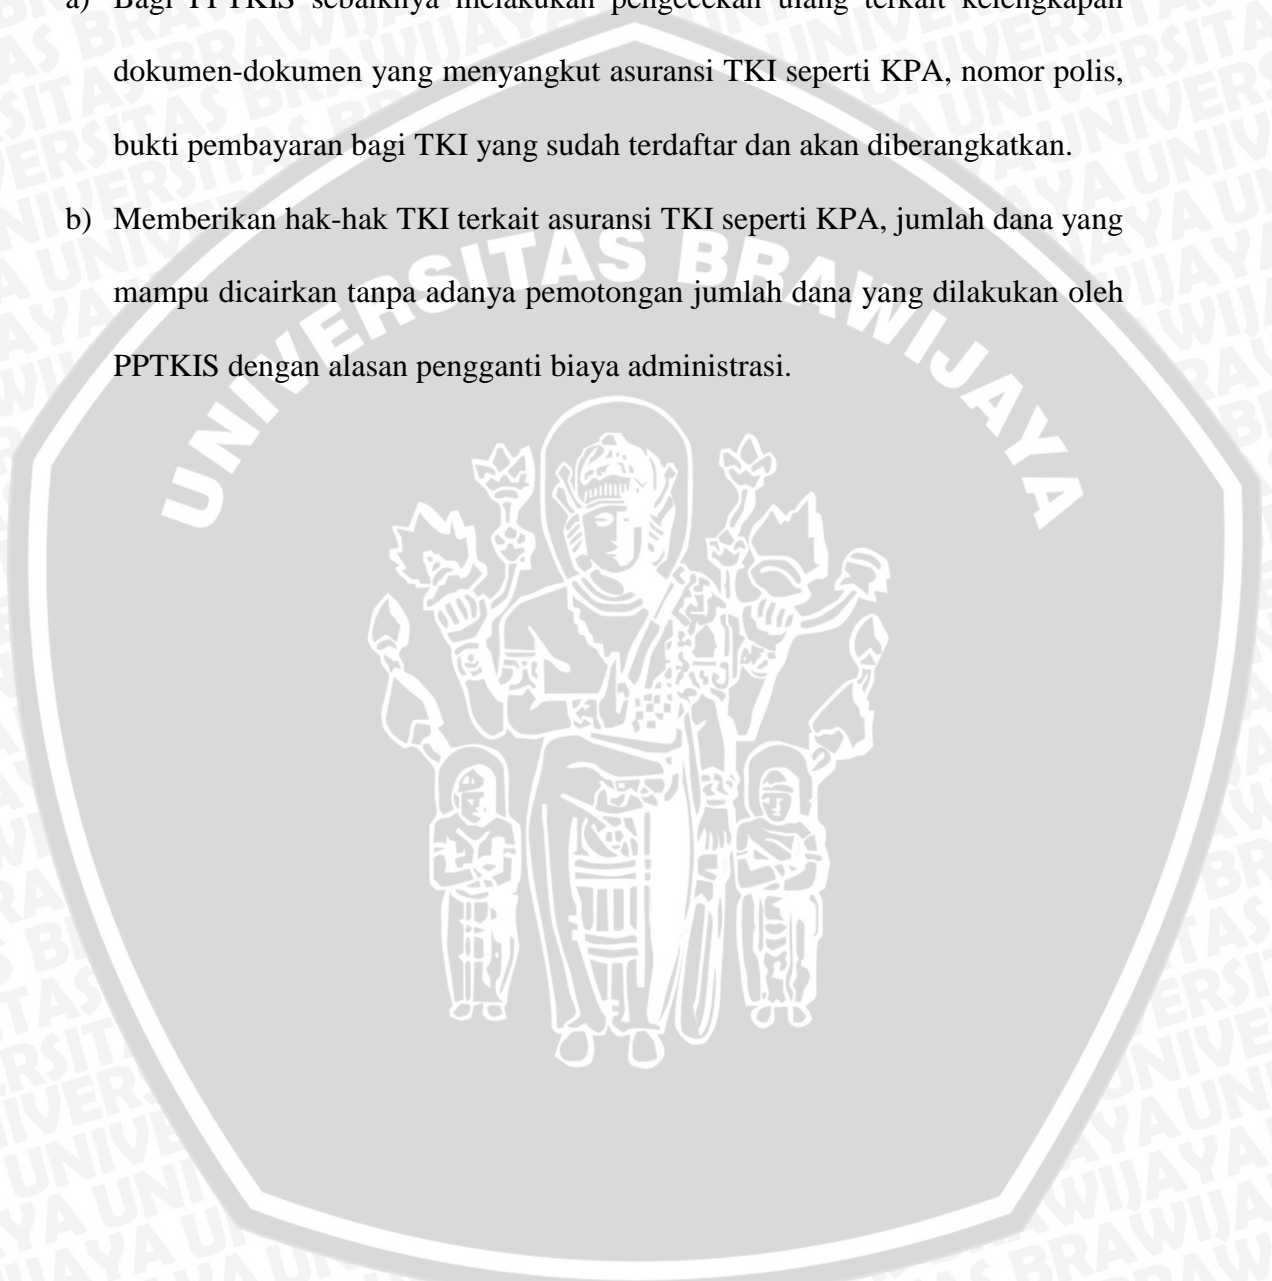 a) Bagi PPTKIS sebaiknya melakukan pengecekan ulang terkait kelengkapan
dokumen-dokumen yang menyangkut asuransi TKI seperti KPA, nomor polis,
bukti pembayaran bagi TKI yang sudah terdaftar dan akan diberangkatkan.
b) Memberikan hak-hak TKI terkait asuransi TKI seperti KPA, jumlah dana yang
mampu dicairkan tanpa adanya pemotongan jumlah dana yang dilakukan oleh
PPTKIS dengan alasan pengganti biaya administrasi.
UNIVERSITAS BRAWIJAYA